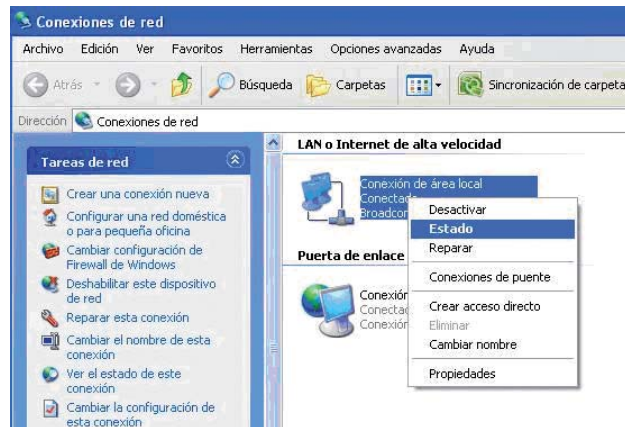 Conexiones de red
Archivo Edición Ver Favoritos Herramientas Opciones avanzadas Ayuda
Atrás Búsqueda Carpetas Sincronización de carpeta
Dirección Conexiones de red
Tareas de red
Crear una conexión nueva
Configurar una red doméstica
o para pequeña oficina
Cambiar configuración de
Firewall de Windows
Deshabilitar este dispositivo
de red
Reparar esta conexión
Cambiar el nombre de esta
conexión
Ver el estado de este
conexión
Cambiar la configuración de
esta conexión
LAN o Internet de alta velocidad
Conexión de área local
Conectado
Broadcom
Puerta de enlace
Conexión
Conectad
Conexión
Desactivar
Estado
Reparar
Conexiones de puente
Crear acceso directo
Eliminar
Cambiar nombre
Propiedades